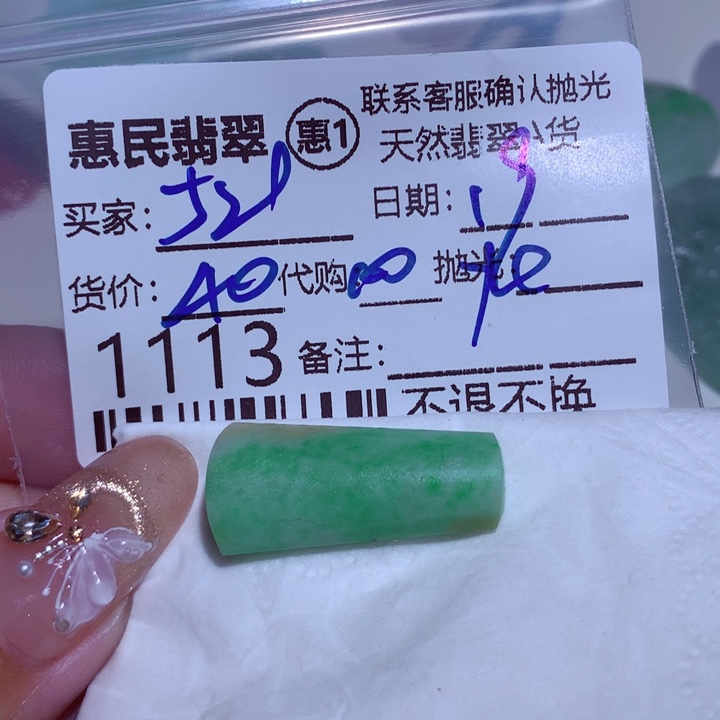 惠民翡翠 惠1 联系客服确认抛光
天然翡翠A货
买家: 日期:
货价: 40 代购: 抛光:
1113 备注:
不退不换